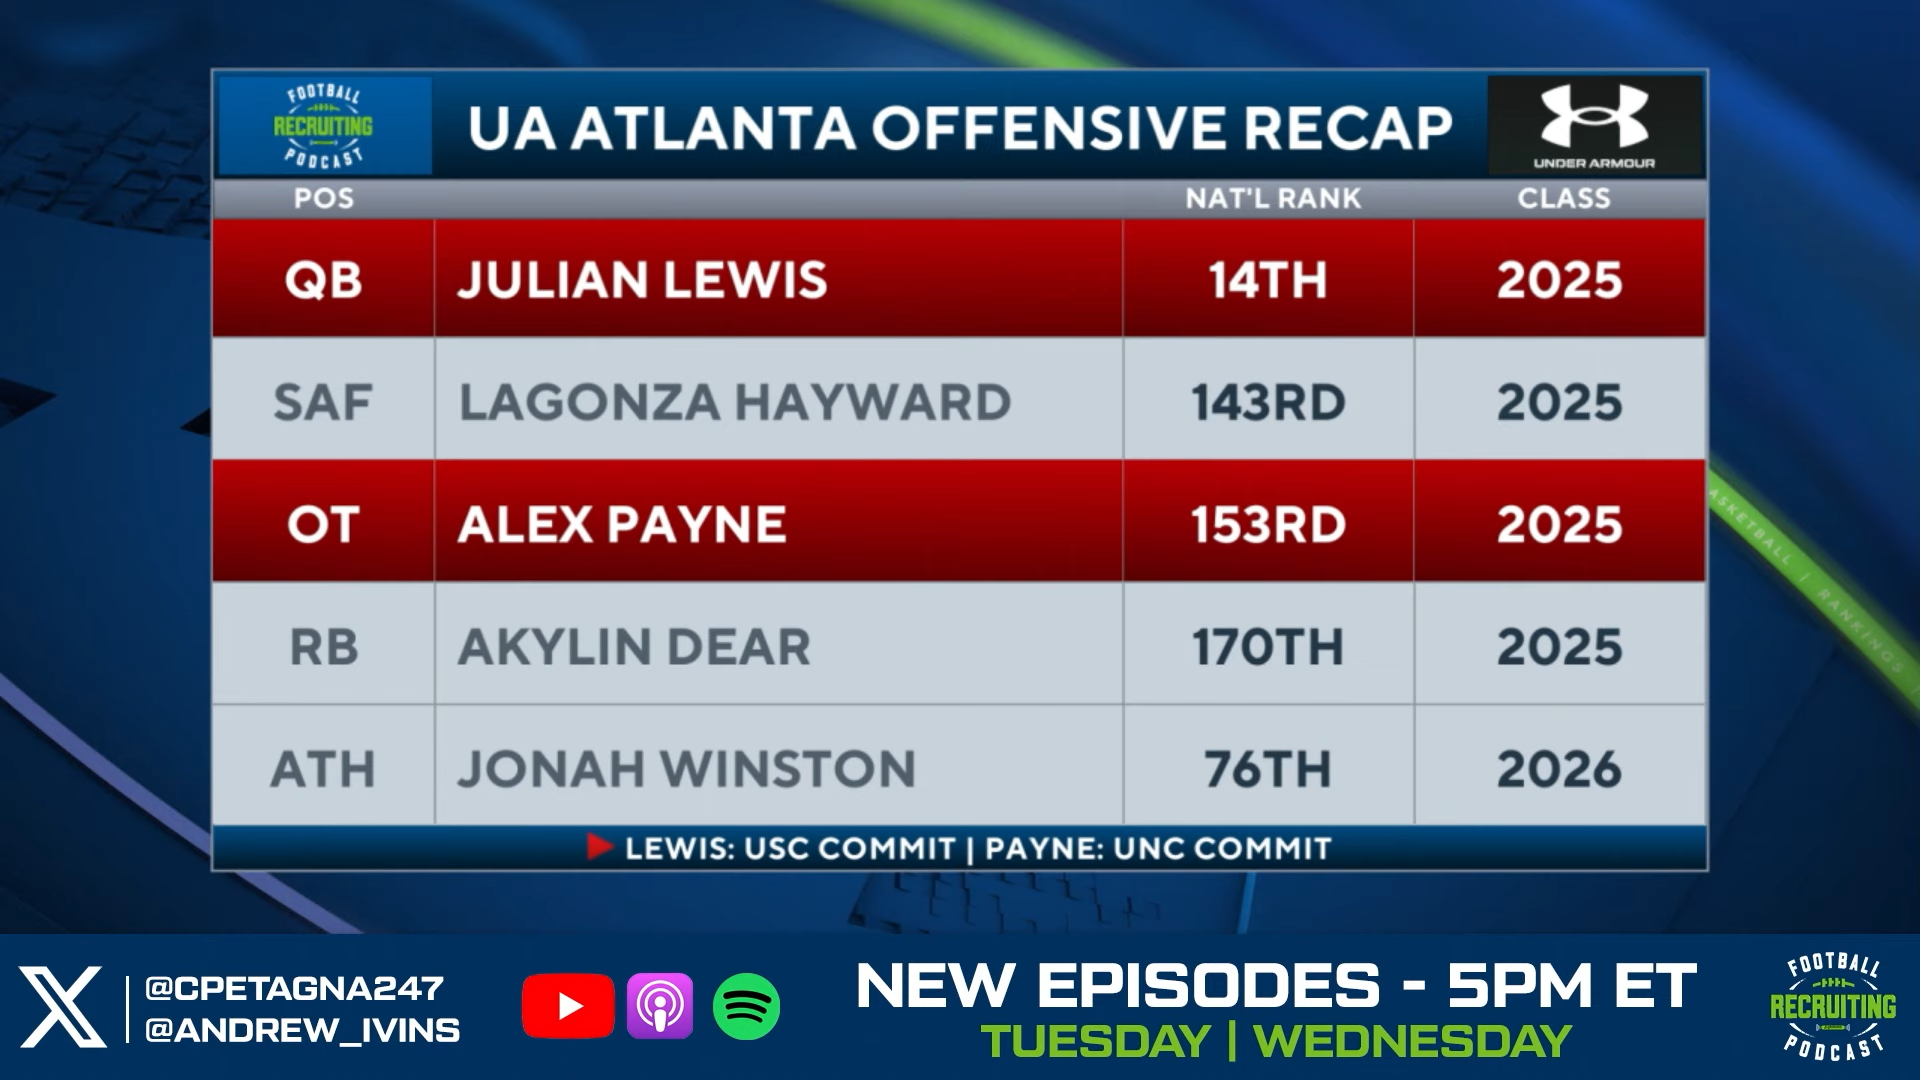 FOOTBALL
RECRUITING
PODCAST
UA ATLANTA OFFENSIVE RECAP
UNDER ARMOUR
POS NAT'L RANK CLASS
QB JULIAN LEWIS 14TH 2025
SAF LAGONZA HAYWARD 143RD 2025
OT ALEX PAYNE 153RD 2025
RB AKYLIN DEAR 170TH 2025
ATH JONAH WINSTON 76TH 2026
LEWIS: USC COMMIT | PAYNE: UNC COMMIT
ASKETBALL / RANKINGS /
@CPETAGNA247
@ANDREW_IVINS
NEW EPISODES - 5PM ET
TUESDAY | WEDNESDAY
FOOTBALL
RECRUITING
PODCAST